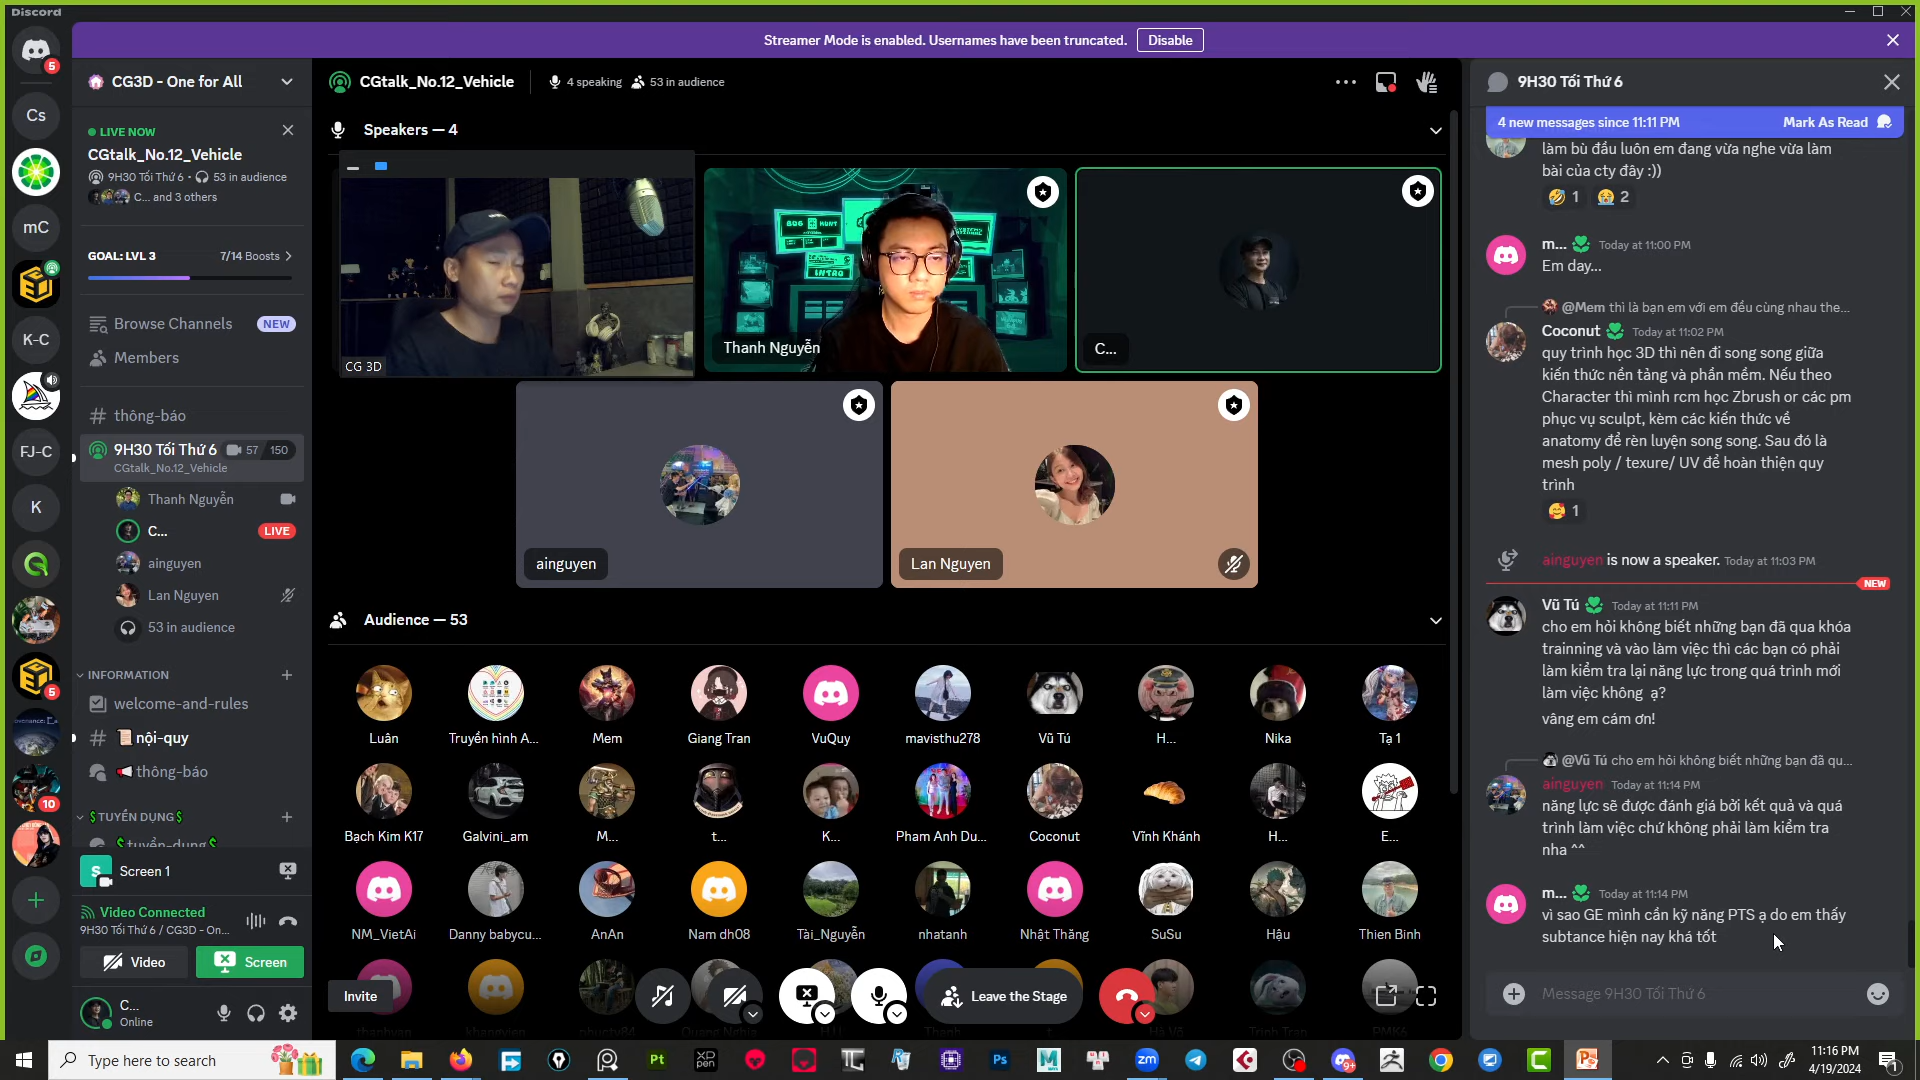 Discord
Streamer Mode is enabled. Usernames have been truncated.
Disable
5
CG3D - One for All
LIVE NOW
CGtalk_No.12_Vehicle
9H30 Tối Thứ 6 • 53 in audience
C... and 3 others
GOAL: LVL 3
7/14 Boosts
Browse Channels
NEW
Members
thông-báo
9H30 Tối Thứ 6
57
150
CGtalk_No.12_Vehicle
Thanh Nguyễn
C...
LIVE
ainguyen
Lan Nguyen
53 in audience
INFORMATION
welcome-and-rules
nội-quy
thông-báo
$TUYỂN DỤNG$
$tuyển-dụng$
S
Screen 1
Video Connected
9H30 Tối Thứ 6 / CG3D - On...
Video
Screen
C...
Online
Cs
mC
K-C
FJ-C
K
5
10
CGtalk_No.12_Vehicle
4 speaking
53 in audience
Speakers — 4
CG 3D
Thanh Nguyễn
INTRO
C...
ainguyen
Lan Nguyen
Audience — 53
Luân
Truyền hình A...
Mem
Giang Tran
VuQuy
mavisthu278
Vũ Tú
H...
Nika
Tạ 1
Bạch Kim K17
Galvini_am
M...
t...
K...
Pham Anh Du...
Coconut
Vĩnh Khánh
H...
E...
NM_VietAi
Danny babycu...
AnAn
Nam dh08
Tài_Nguyễn
nhatanh
Nhật Thăng
SuSu
Hậu
Thien Binh
Invite
Leave the Stage
9H30 Tối Thứ 6
4 new messages since 11:11 PM
Mark As Read
làm bù đầu luôn em đang vừa nghe vừa làm
bài của cty đây :))
1
2
m...
Today at 11:00 PM
Em day...
@Mem thì là bạn em với em đều cùng nhau the...
Coconut
Today at 11:02 PM
quy trình học 3D thì nên đi song song giữa
kiến thức nền tảng và phần mềm. Nếu theo
Character thì mình rcm học Zbrush or các pm
phục vụ sculpt, kèm các kiến thức về
anatomy để rèn luyện song song. Sau đó là
mesh poly / texure/ UV để hoàn thiện quy
trình
1
ainguyen is now a speaker. Today at 11:03 PM
NEW
Vũ Tú
Today at 11:11 PM
cho em hỏi không biết những bạn đã qua khóa
trainning và vào làm việc thì các bạn có phải
làm kiểm tra lại năng lực trong quá trình mới
làm việc không ạ?
vâng em cám ơn!
@Vũ Tú cho em hỏi không biết những bạn đã qu...
ainguyen
Today at 11:14 PM
năng lực sẽ được đánh giá bởi kết quả và quá
trình làm việc chứ không phải làm kiểm tra
nha ^^
m...
Today at 11:14 PM
vì sao GE mình cần kỹ năng PTS ạ do em thấy
subtance hiện nay khá tốt
Message 9H30 Tối Thứ 6
Type here to search
Pt
Ps
zm
9+
11:16 PM
4/19/2024
1